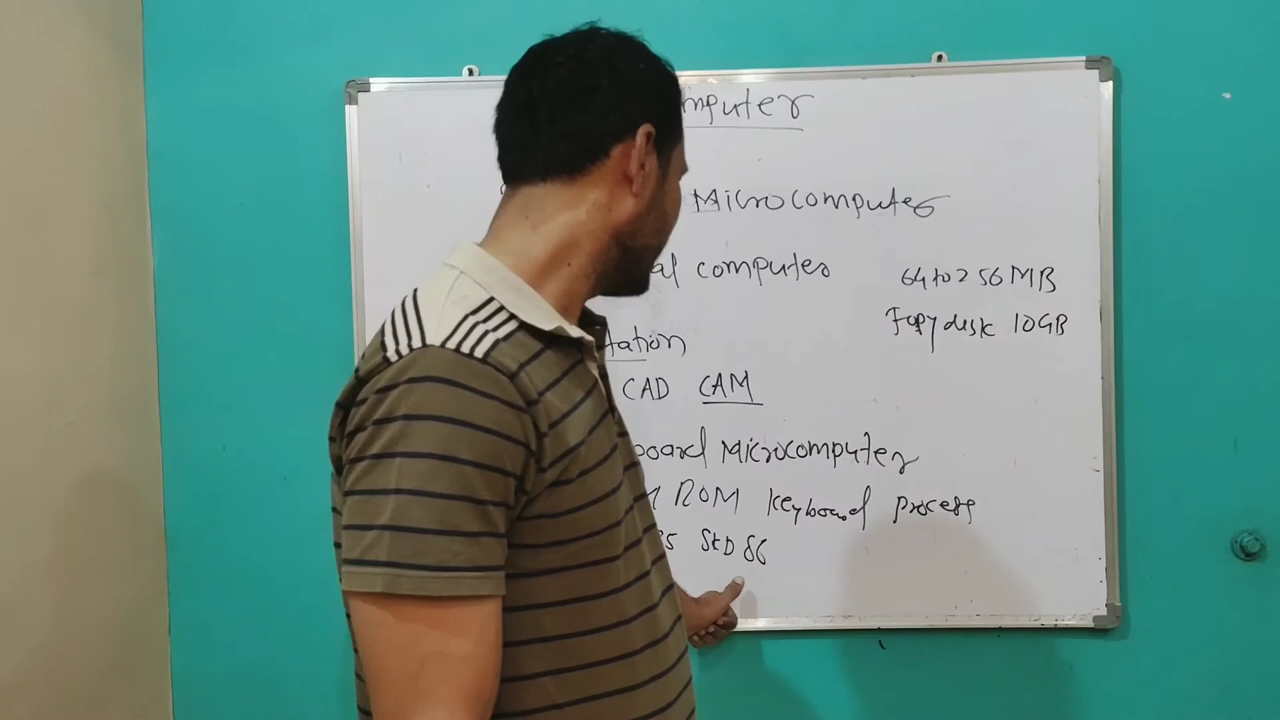 mputer
Microcomputer
al computer
64 to 256 MB
Fopy disk 10GB
tation
CAD CAM
board Microcomputer
ROM Keyboard process
85 StD 86